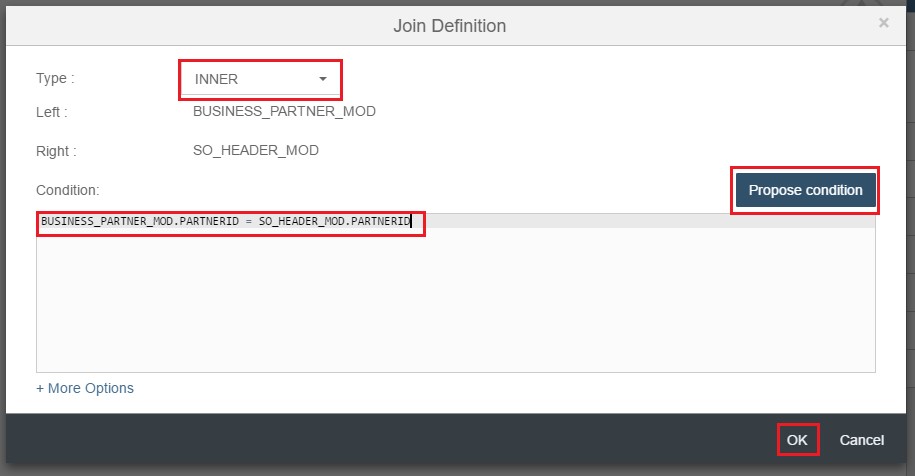 Join Definition
×
Type :
INNER
Left :
BUSINESS_PARTNER_MOD
Right :
SO_HEADER_MOD
Condition:
Propose condition
BUSINESS_PARTNER_MOD.PARTNERID = SO_HEADER_MOD.PARTNERID
+ More Options
OK
Cancel